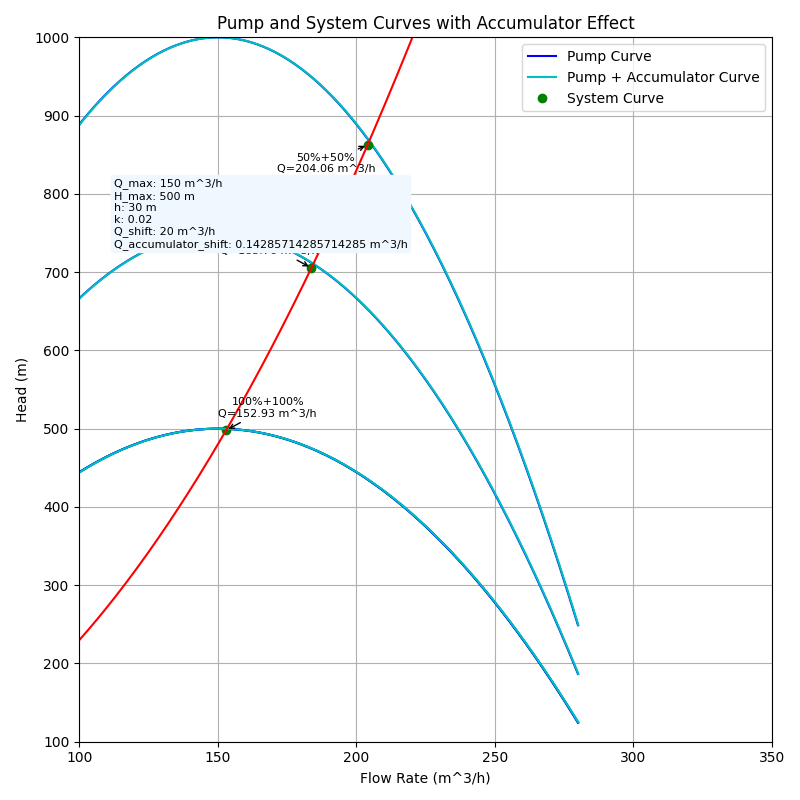 Pump and System Curves with Accumulator Effect
1000
900
800
700
600
500
400
300
200
100
Head (m)
Pump Curve
Pump + Accumulator Curve
System Curve
50%+50%
Q=204.06 m^3/h
Q_max: 150 m^3/h
H_max: 500 m
h: 30 m
k: 0.02
Q_shift: 20 m^3/h
Q_accumulator_shift: 0.14285714285714285 m^3/h
100%+100%
Q=152.93 m^3/h
100
150
200
250
300
350
Flow Rate (m^3/h)